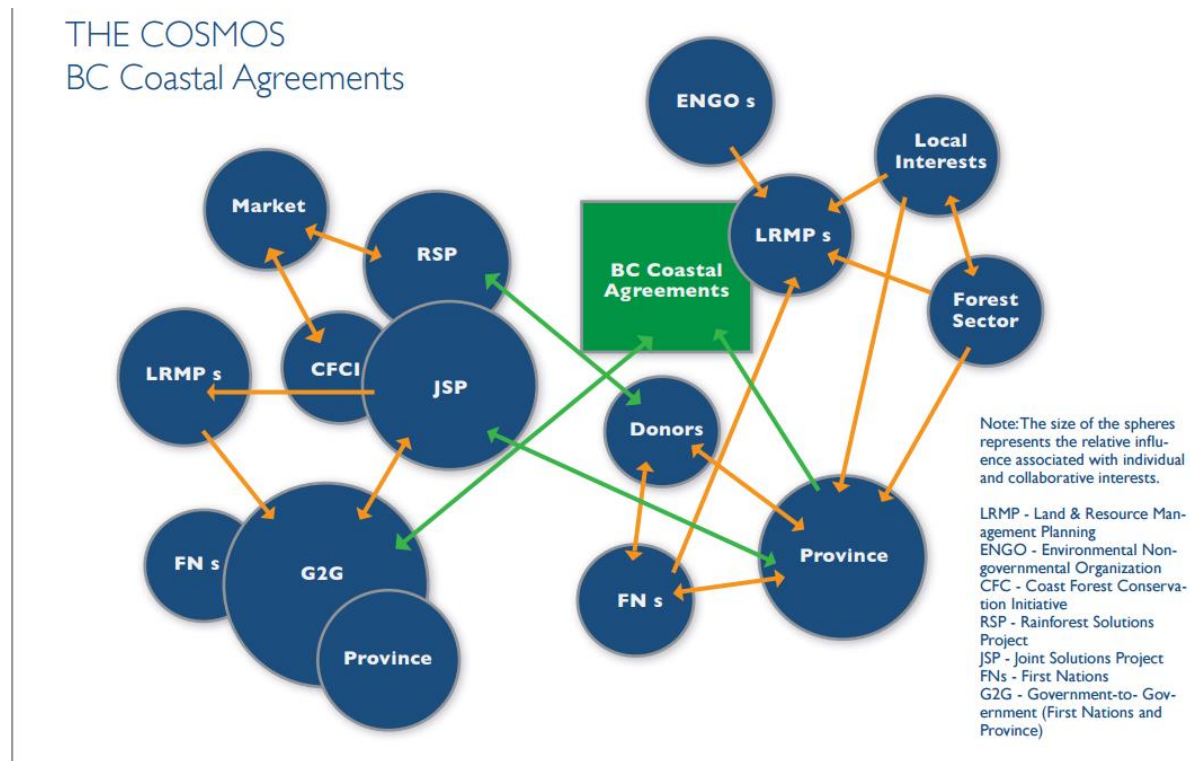 THE COSMOS
BC Coastal Agreements
ENGO s
Local
Interests
Market
RSP
LRMP s
BC Coastal
Agreements
Forest
Sector
LRMP s
CFCI
JSP
Donors
FN s
G2G
Province
FN s
Province
Note:The size of the spheres
represents the relative influ-
ence associated with individual
and collaborative interests.
LRMP - Land & Resource Man-
agement Planning
ENGO - Environmental Non-
governmental Organization
CFC - Coast Forest Conserva-
tion Initiative
RSP - Rainforest Solutions
Project
JSP - Joint Solutions Project
FNs - First Nations
G2G - Government-to- Gov-
ernment (First Nations and
Province)